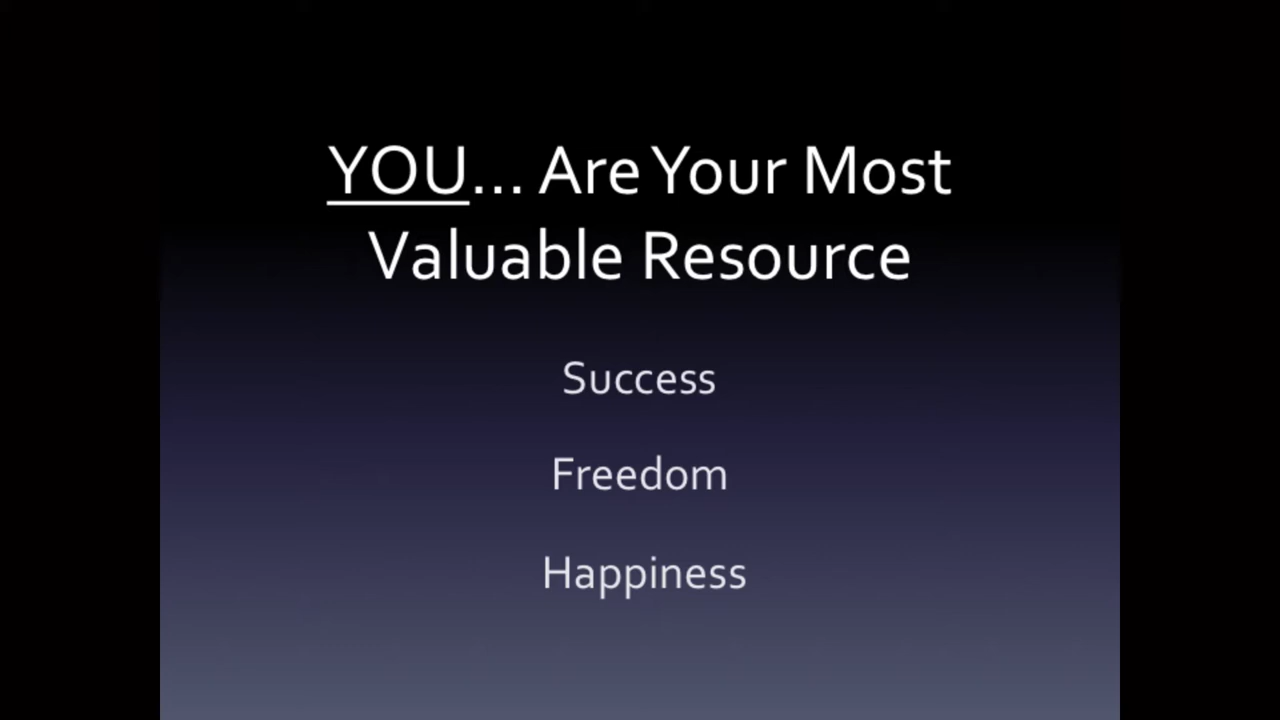 YOU... Are Your Most
Valuable Resource
Success
Freedom
Happiness